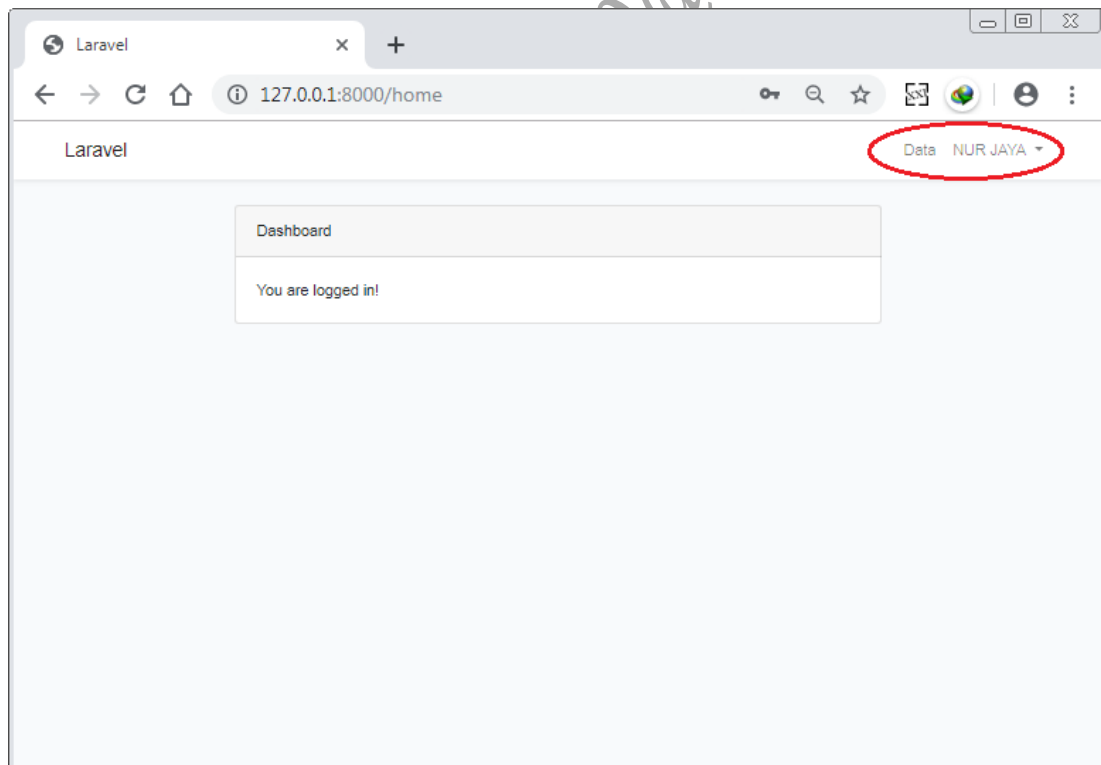 Laravel
127.0.0.1:8000/home
Laravel
Data NUR JAYA
Dashboard
You are logged in!